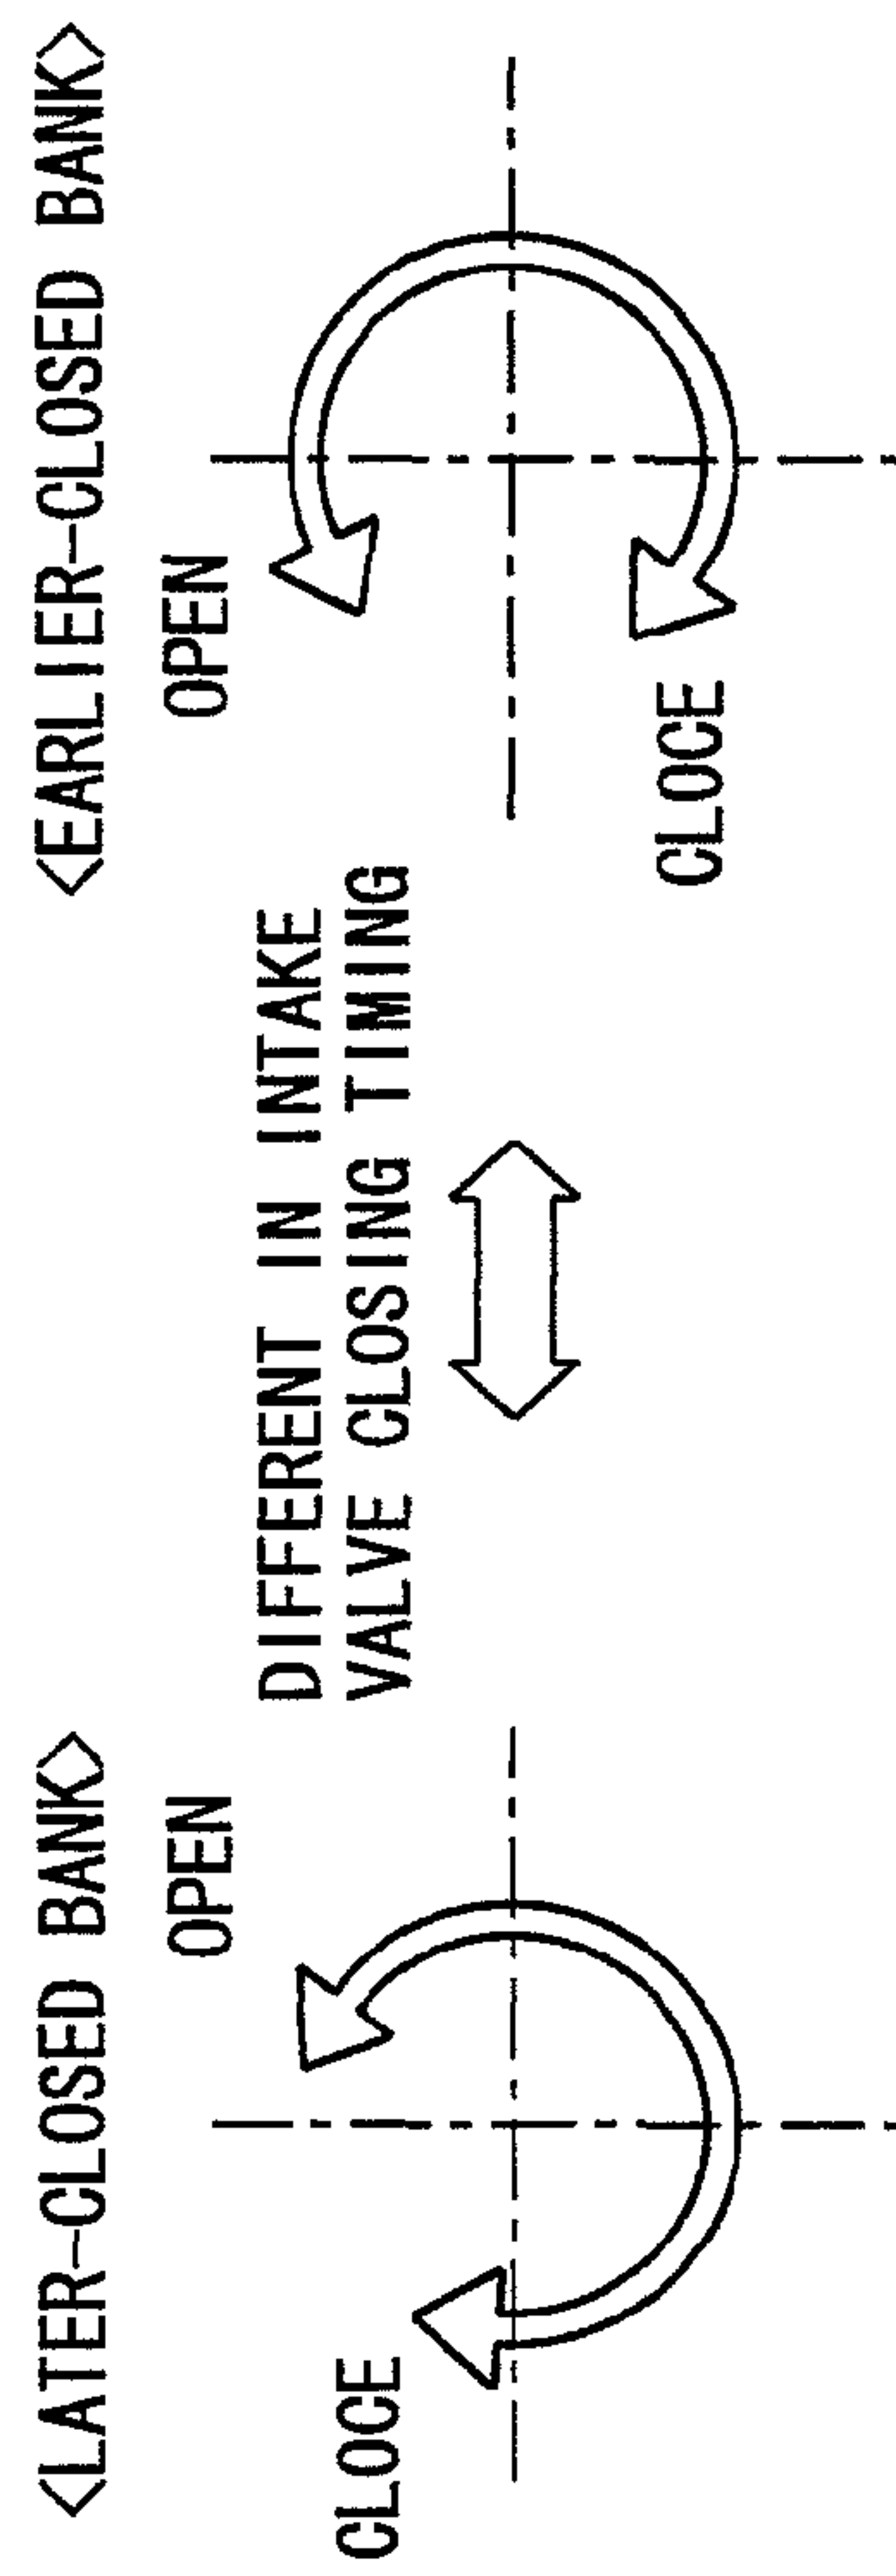 <LATER-CLOSED BANK>
OPEN
CLOCE
DIFFERENT IN INTAKE
VALVE CLOSING TIMING
<EARLIER-CLOSED BANK>
OPEN
CLOCE